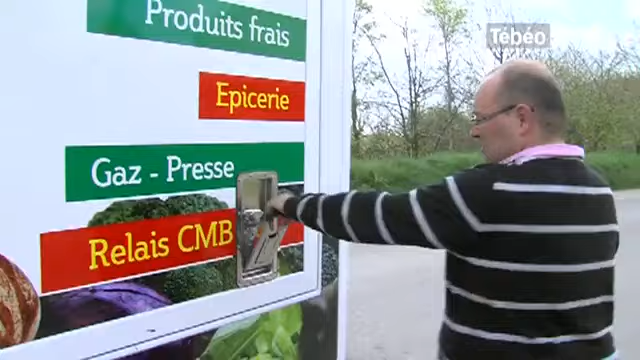 Tébéo
Produits frais
Epicerie
Gaz - Presse
Relais CMB